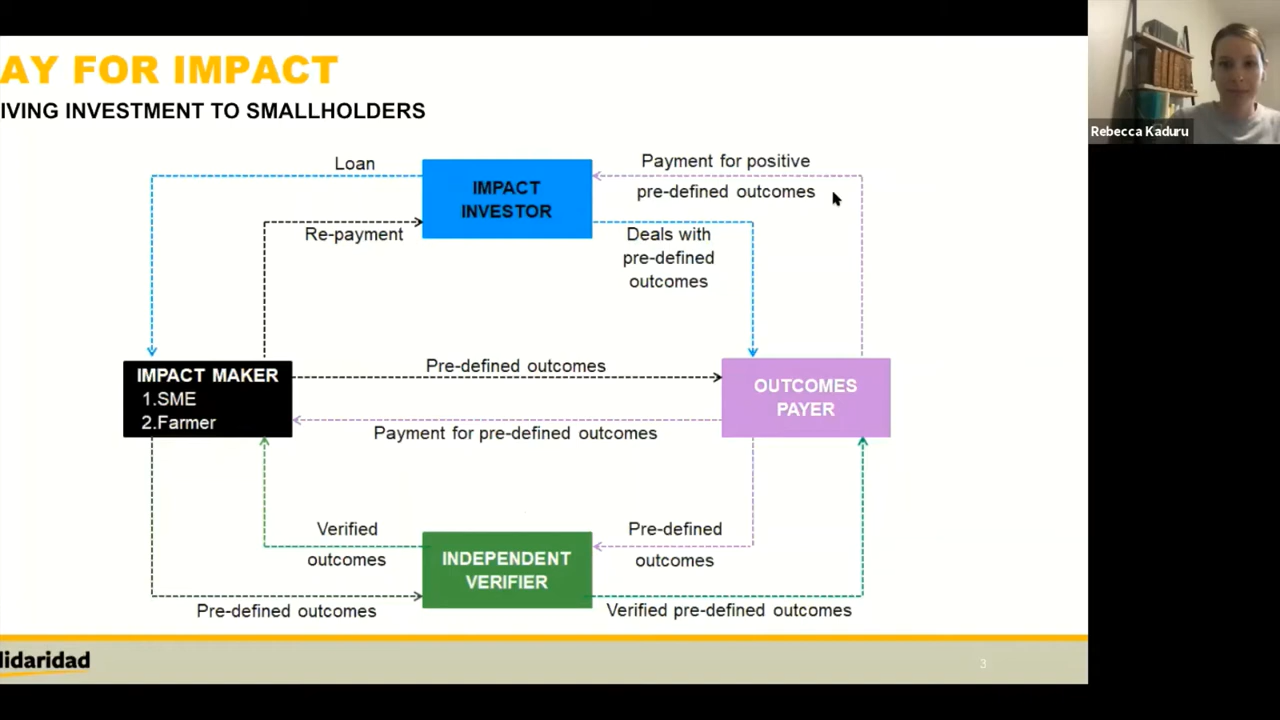 AY FOR IMPACT
IVING INVESTMENT TO SMALLHOLDERS
Rebecca Kaduru
Loan
IMPACT
INVESTOR
Payment for positive
pre-defined outcomes
Re-payment
Deals with
pre-defined
outcomes
IMPACT MAKER
1.SME
2.Farmer
Pre-defined outcomes
OUTCOMES
PAYER
Payment for pre-defined outcomes
Verified
outcomes
INDEPENDENT
VERIFIER
Pre-defined
outcomes
Pre-defined outcomes
Verified pre-defined outcomes
lidaridad
3